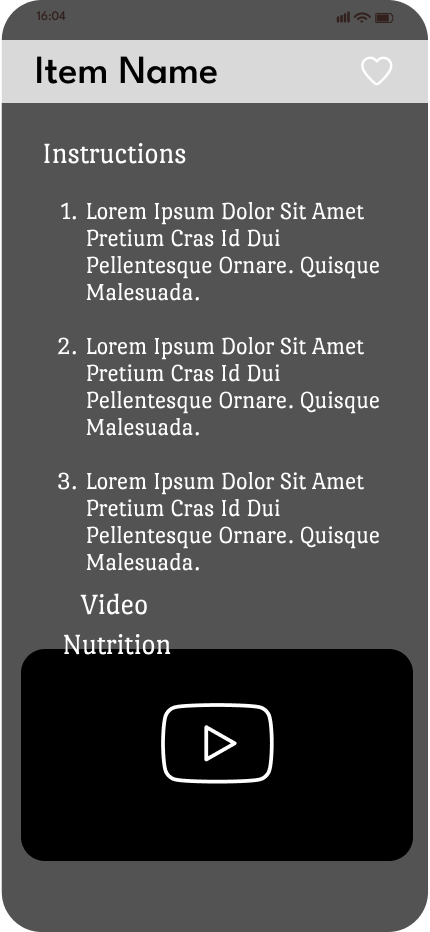 16:04
Item Name
Instructions
1. Lorem Ipsum Dolor Sit Amet
Pretium Cras Id Dui
Pellentesque Ornare. Quisque
Malesuada.
2. Lorem Ipsum Dolor Sit Amet
Pretium Cras Id Dui
Pellentesque Ornare. Quisque
Malesuada.
3. Lorem Ipsum Dolor Sit Amet
Pretium Cras Id Dui
Pellentesque Ornare. Quisque
Malesuada.
Video
Nutrition